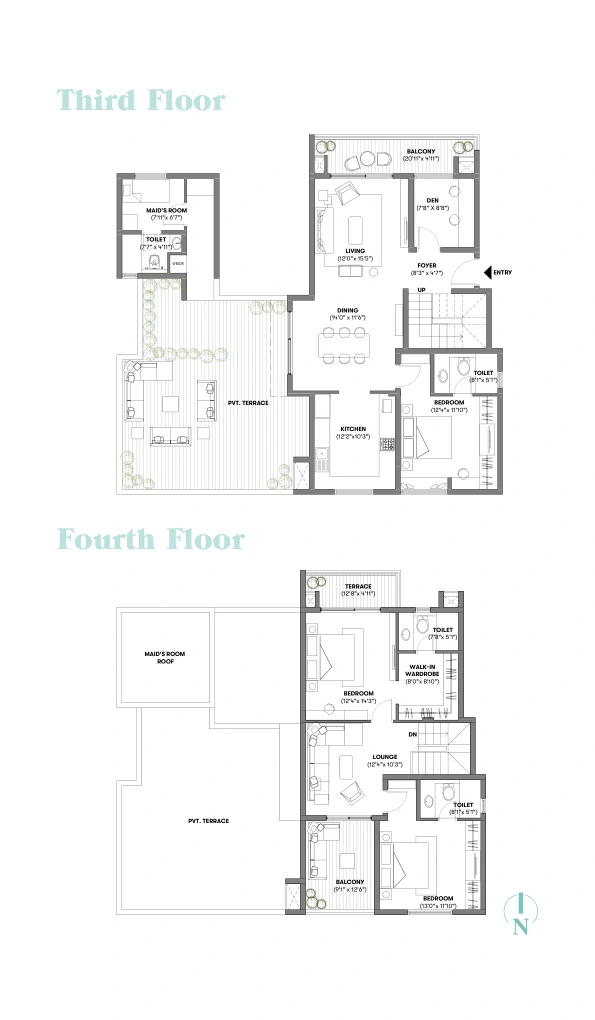 Third Floor
BALCONY
(20'11"x 4'11")
DEN
(7'8" X 8'8")
MAID'S ROOM
(7'11"x 6'7")
TOILET
(7'7" x 4'11")
LIVING
(12'0"x 15'5")
FOYER
(8'3" x 4'7")
ENTRY
UP
DINING
(14'0" x 11'6")
TOILET
(8'1"x 5'1")
BEDROOM
(12'4"x 11'10")
PVT. TERRACE
KITCHEN
(12'2"x10'3")
Fourth Floor
TERRACE
(12'8"x 4'11")
TOILET
(7'8"x 5'1")
MAID'S ROOM
ROOF
WALK-IN
WARDROBE
(8'0"x 8'10")
BEDROOM
(12'4"x 14'3")
DN
LOUNGE
(12'4"x 10'3")
TOILET
(8'1"x 5'1")
PVT. TERRACE
BALCONY
(9'1" x 12'6")
BEDROOM
(13'0"x 11'10")
N